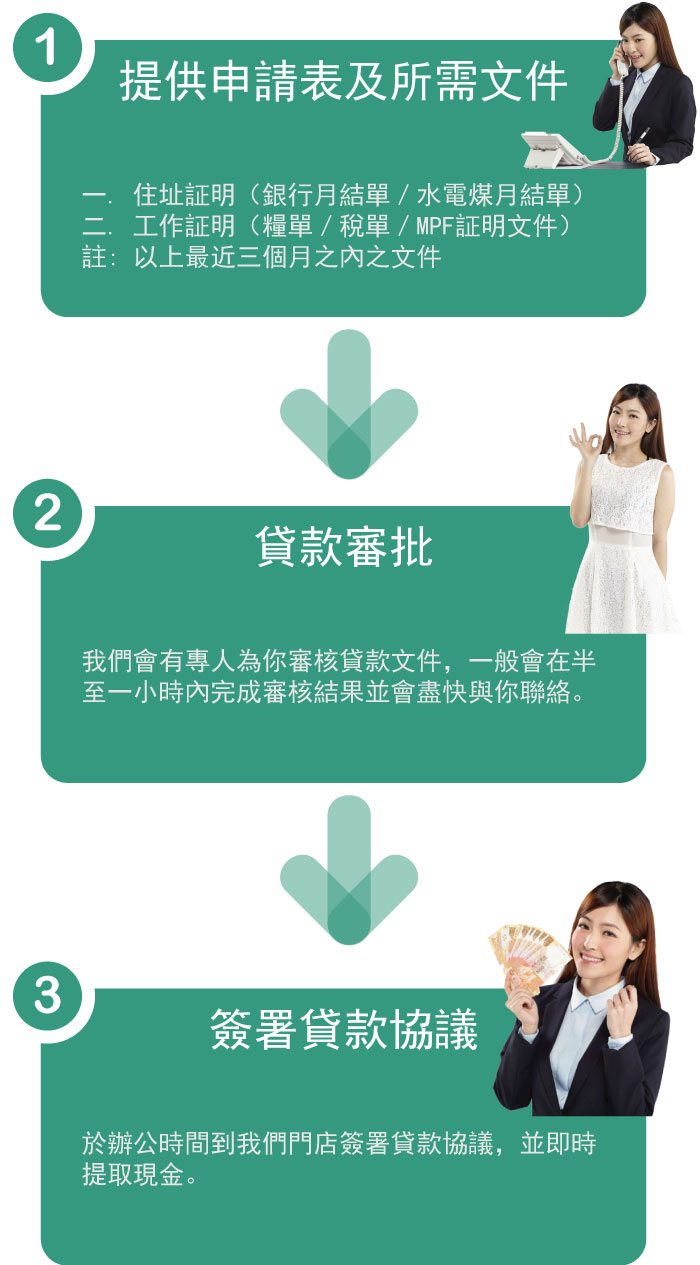 1
提供申請表及所需文件
一. 住址証明（銀行月結單／水電煤月結單）
二. 工作証明（糧單／稅單／MPF証明文件）
註: 以上最近三個月之內之文件
2
貸款審批
我們會有專人為你審核貸款文件，一般會在半
至一小時內完成審核結果並會盡快與你聯絡。
3
簽署貸款協議
於辦公時間到我們門店簽署貸款協議，並即時
提取現金。